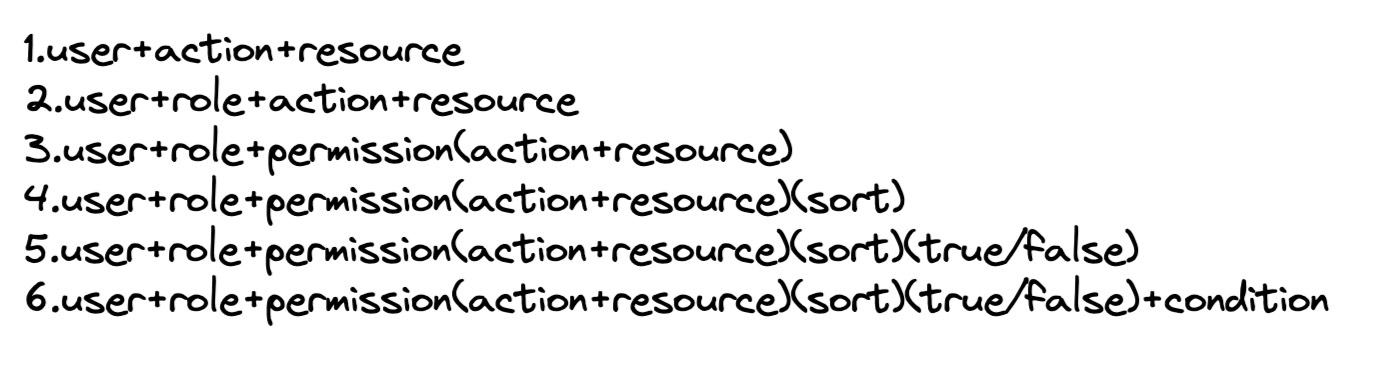 1.user+action+resource
2.user+role+action+resource
3.user+role+permission(action+resource)
4.user+role+permission(action+resource)(sort)
5.user+role+permission(action+resource)(sort)(true/false)
6.user+role+permission(action+resource)(sort)(true/false)+condition